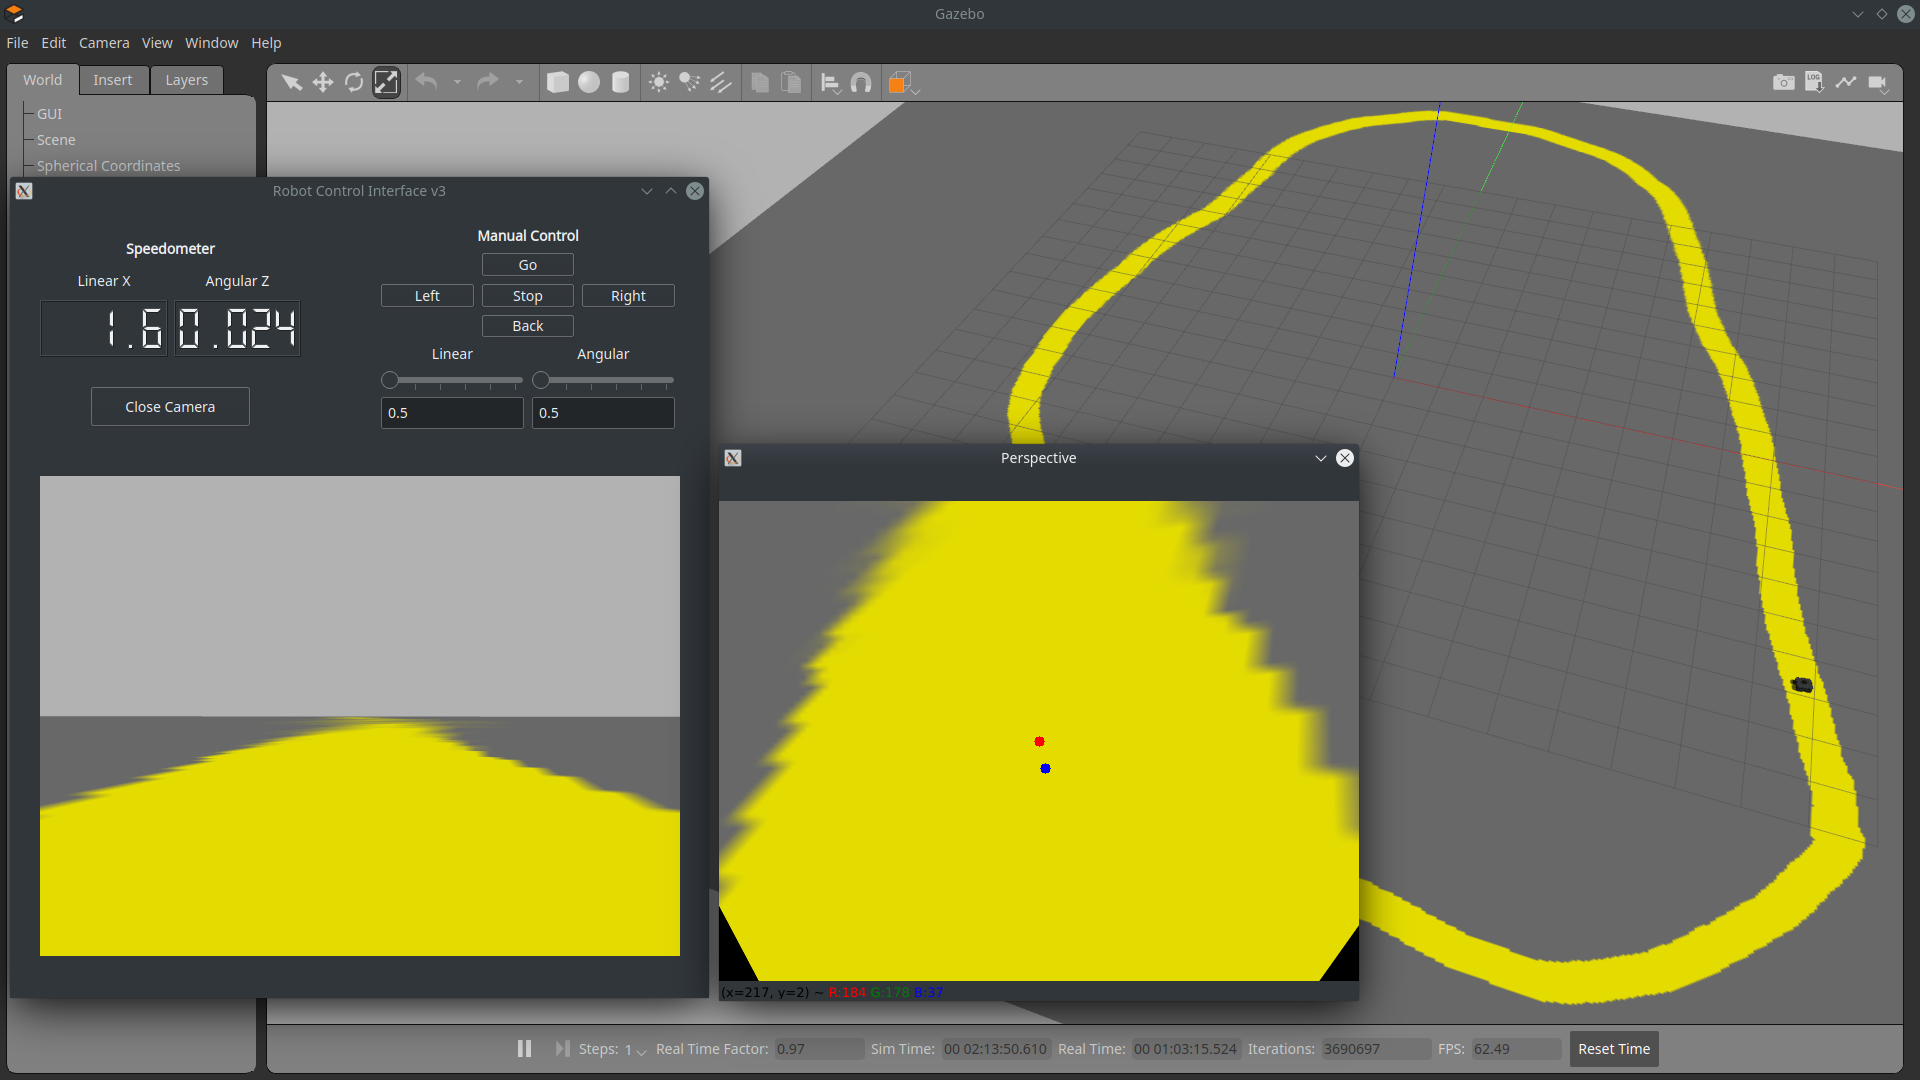 Gazebo
File Edit Camera View Window Help
World Insert Layers
GUI
Scene
Spherical Coordinates
LOG
Robot Control Interface v3
Speedometer
Linear X Angular Z
1.6 0.024
Close Camera
Manual Control
Go
Left Stop Right
Back
Linear Angular
0.5 0.5
Perspective
(x=217, y=2) ~ R:184 G:178 B:37
Steps: 1 Real Time Factor: 0.97 Sim Time: 00 02:13:50.610 Real Time: 00 01:03:15.524 Iterations: 3690697 FPS: 62.49 Reset Time